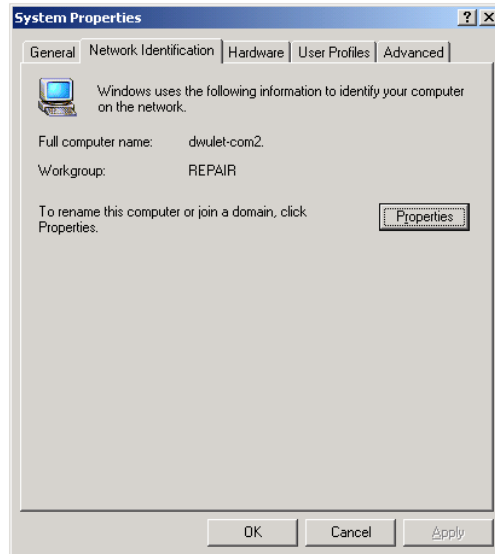 System Properties ? X
General Network Identification Hardware User Profiles Advanced
Windows uses the following information to identify your computer
on the network.
Full computer name: dwulet-com2.
Workgroup: REPAIR
To rename this computer or join a domain, click
Properties.
Properties
OK Cancel Apply